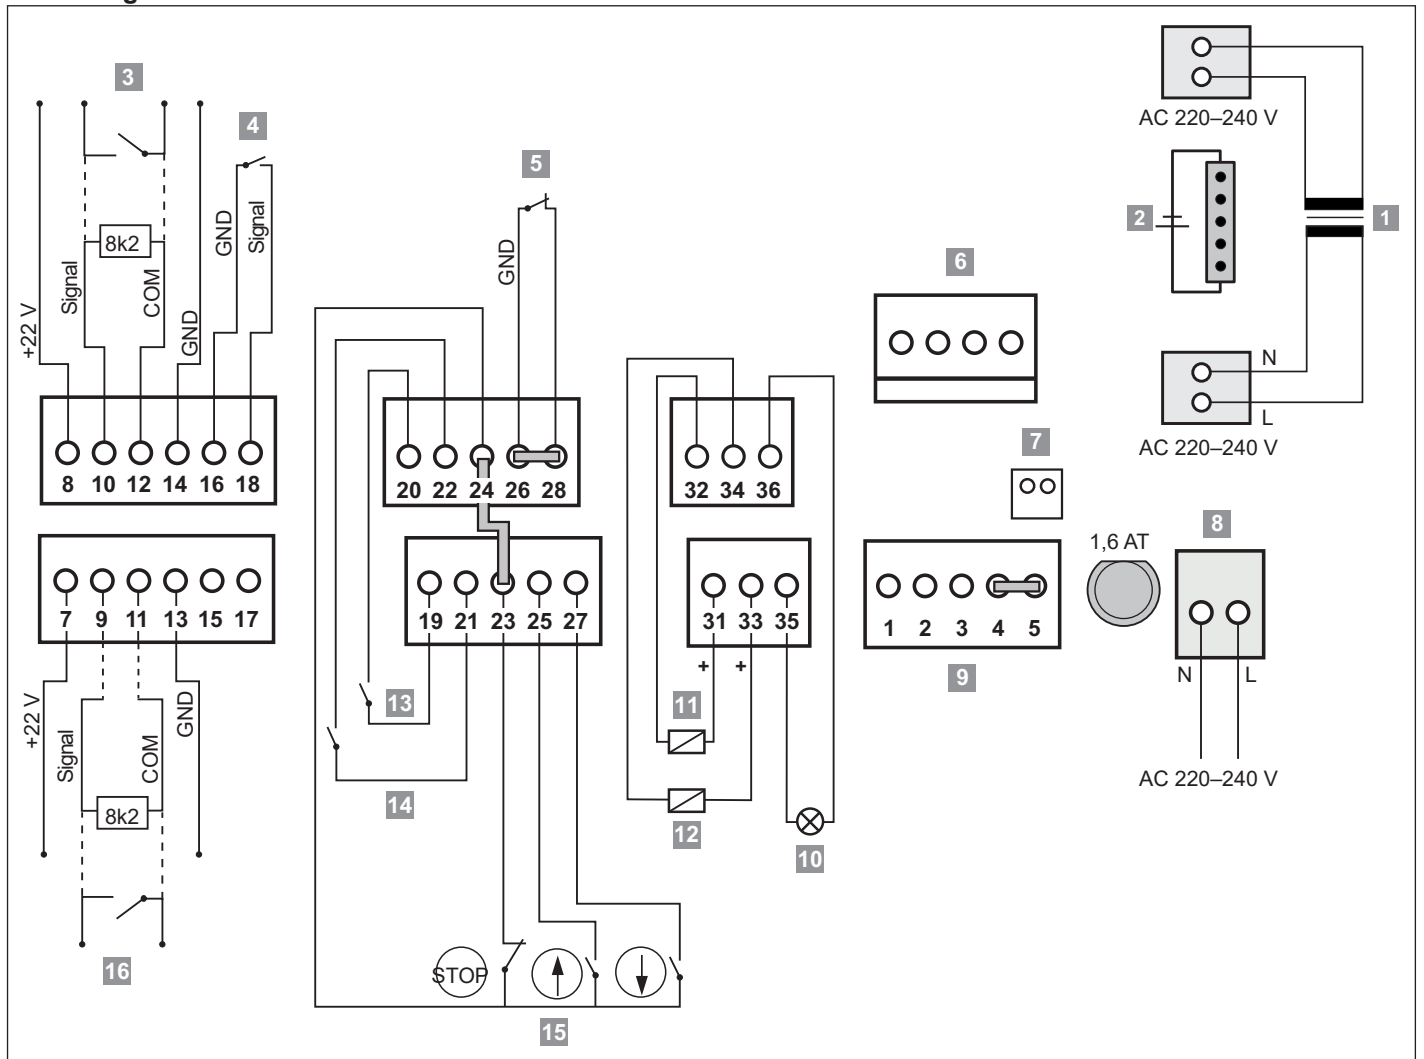 3
4
5
6
AC 220–240 V
2
1
8k2
GND
Signal
GND
Signal
COM
+22 V
GND
N
L
AC 220–240 V
7
8 10 12 14 16 18
20 22 24 26 28
32 34 36
1,6 AT
8
7 9 11 13 15 17
19 21 23 25 27
31 33 35
1 2 3 4 5
+ +
9
N L
AC 220–240 V
+22 V
Signal
COM
GND
8k2
13
14
11
12
10
16
STOP
15